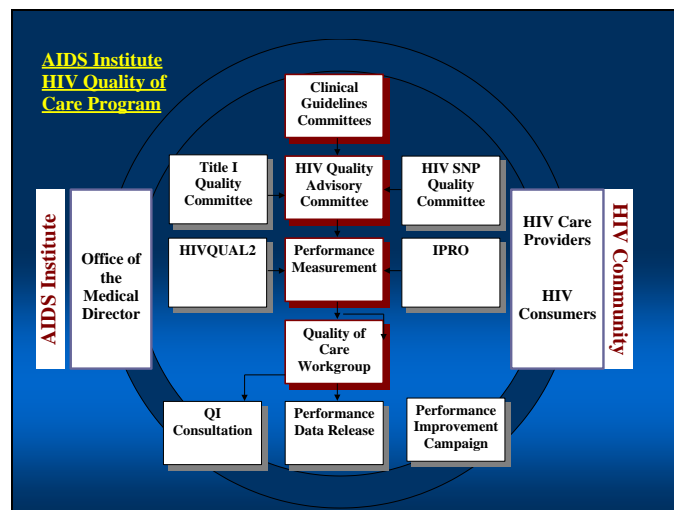 AIDS Institute
HIV Quality of
Care Program
Clinical
Guidelines
Committees
Title I
Quality
Committee
HIV Quality
Advisory
Committee
HIV SNP
Quality
Committee
AIDS Institute
Office of
the
Medical
Director
HIVQUAL2
Performance
Measurement
IPRO
HIV Care
Providers
HIV
Consumers
HIV Community
Quality of
Care
Workgroup
QI
Consultation
Performance
Data Release
Performance
Improvement
Campaign